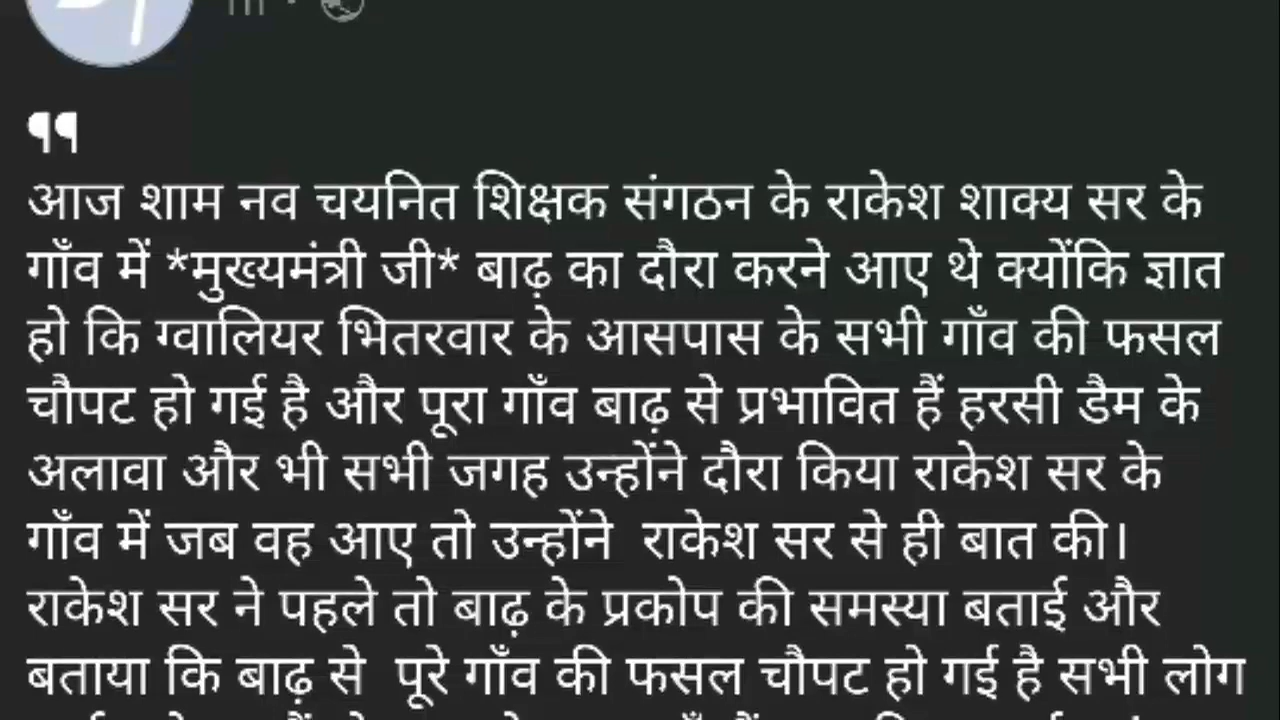 ¶¶
आज शाम नव चयनित शिक्षक संगठन के राकेश शाक्य सर के
गाँव में *मुख्यमंत्री जी* बाढ़ का दौरा करने आए थे क्योंकि ज्ञात
हो कि ग्वालियर भितरवार के आसपास के सभी गाँव की फसल
चौपट हो गई है और पूरा गाँव बाढ़ से प्रभावित हैं हरसी डैम के
अलावा और भी सभी जगह उन्होंने दौरा किया राकेश सर के
गाँव में जब वह आए तो उन्होंने राकेश सर से ही बात की।
राकेश सर ने पहले तो बाढ़ के प्रकोप की समस्या बताई और
बताया कि बाढ़ से पूरे गाँव की फसल चौपट हो गई है सभी लोग